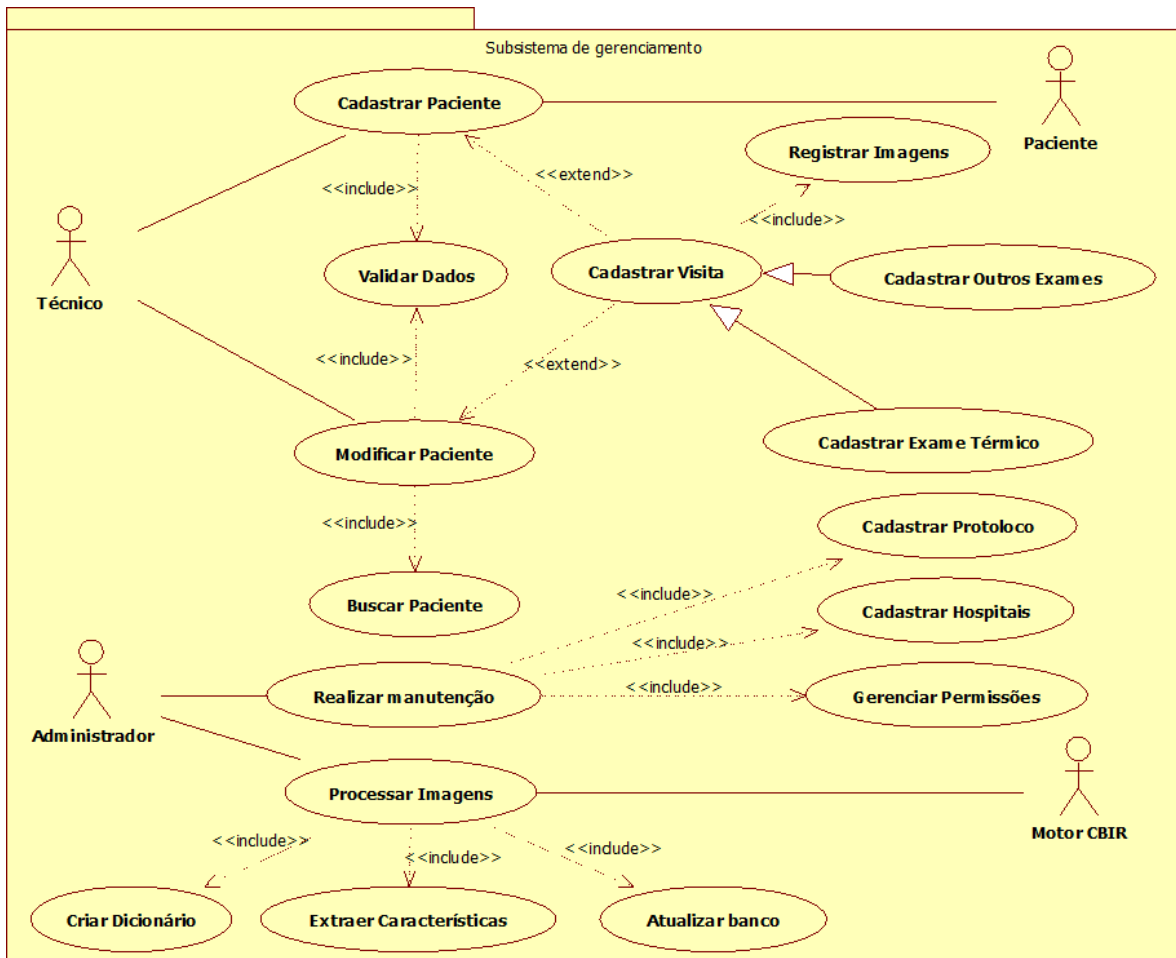 Subsistema de gerenciamento
Cadastrar Paciente
Paciente
Registrar Imagens
<<extend>>
<<include>>
<<include>>
Técnico
Validar Dados
Cadastrar Visita
Cadastrar Outros Exames
<<include>>
<<extend>>
Modificar Paciente
Cadastrar Exame Térmico
<<include>>
Cadastrar Protoloco
Buscar Paciente
<<include>>
Cadastrar Hospitais
<<include>>
Administrador
Realizar manutenção
<<include>>
Gerenciar Permissões
Processar Imagens
Motor CBIR
<<include>>
<<include>>
<<include>>
Criar Dicionário
Extraer Características
Atualizar banco